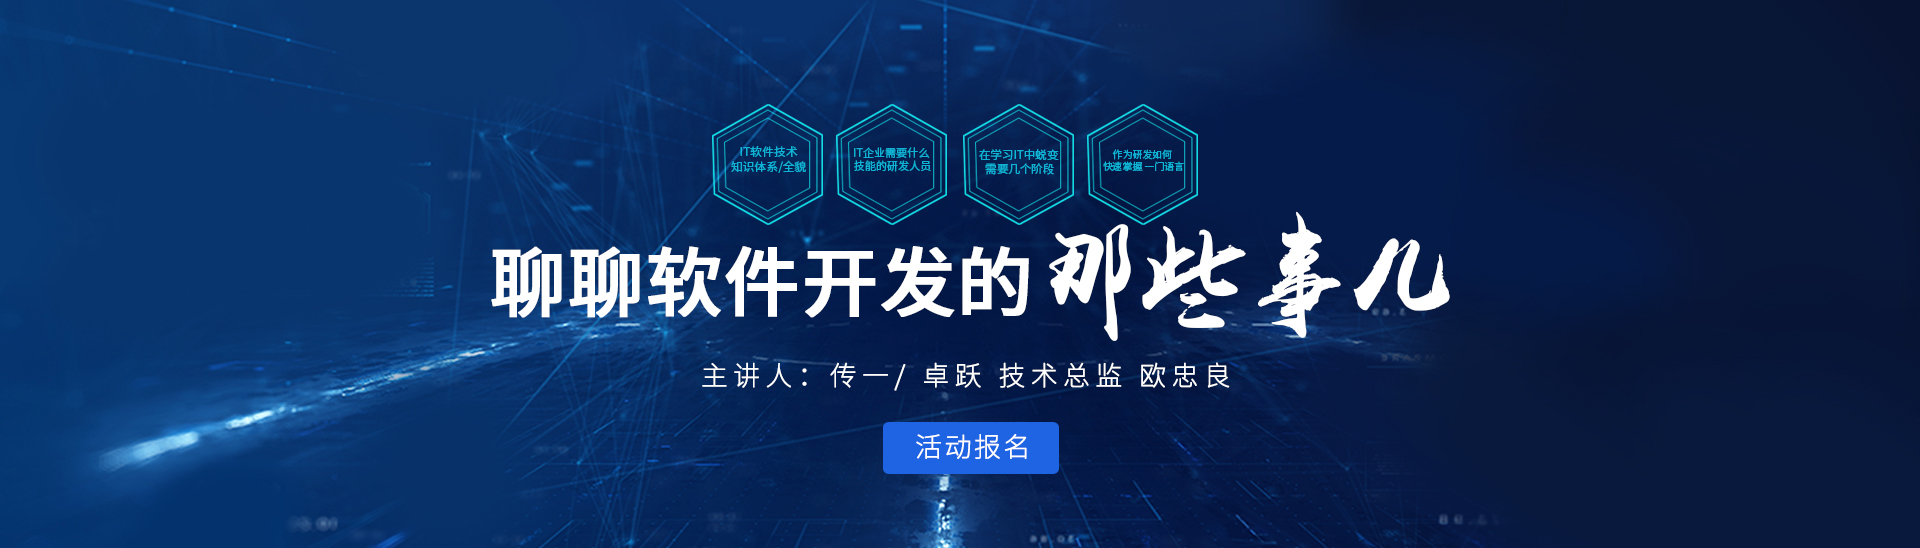 IT软件技术
知识体系/全貌
IT企业需要什么
技能的研发人员
在学习IT中蜕变
需要几个阶段
作为研发如何
快速掌握 一门语言
聊聊软件开发的那些事儿
主讲人：传一/ 卓跃 技术总监 欧忠良
活动报名